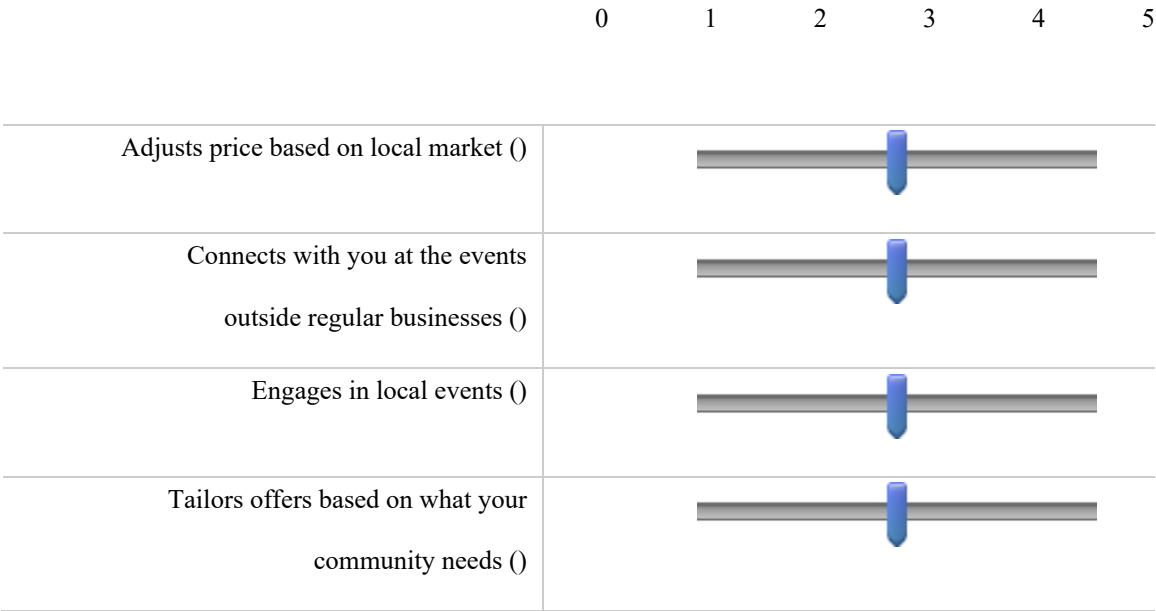 0 1 2 3 4 5
Adjusts price based on local market ()
Connects with you at the events
outside regular businesses ()
Engages in local events ()
Tailors offers based on what your
community needs ()